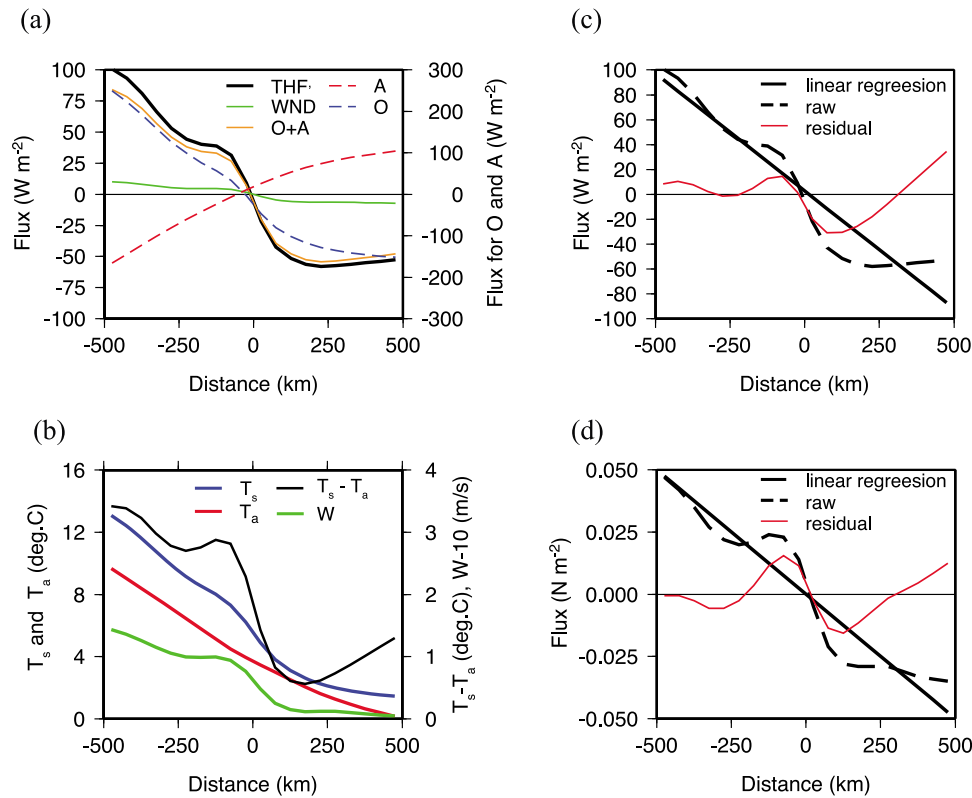 (a)
100
75
50
25
0
-25
-50
-75
-100
Flux (W m-2)
THF'
WND
O+A
A
O
300
200
100
0
-100
-200
-300
Flux for O and A (W m-2)
-500 -250 0 250 500
Distance (km)
(c)
100
80
60
40
20
0
-20
-40
-60
-80
-100
Flux (W m-2)
linear regreesion
raw
residual
-500 -250 0 250 500
Distance (km)
(b)
16
12
8
4
0
Ts and Ta (deg.C)
Ts
Ta
Ts - Ta
W
4
3
2
1
0
Ts-Ta (deg.C), W-10 (m/s)
-500 -250 0 250 500
Distance (km)
(d)
0.050
0.025
0.000
-0.025
-0.050
Flux (N m-2)
linear regreesion
raw
residual
-500 -250 0 250 500
Distance (km)